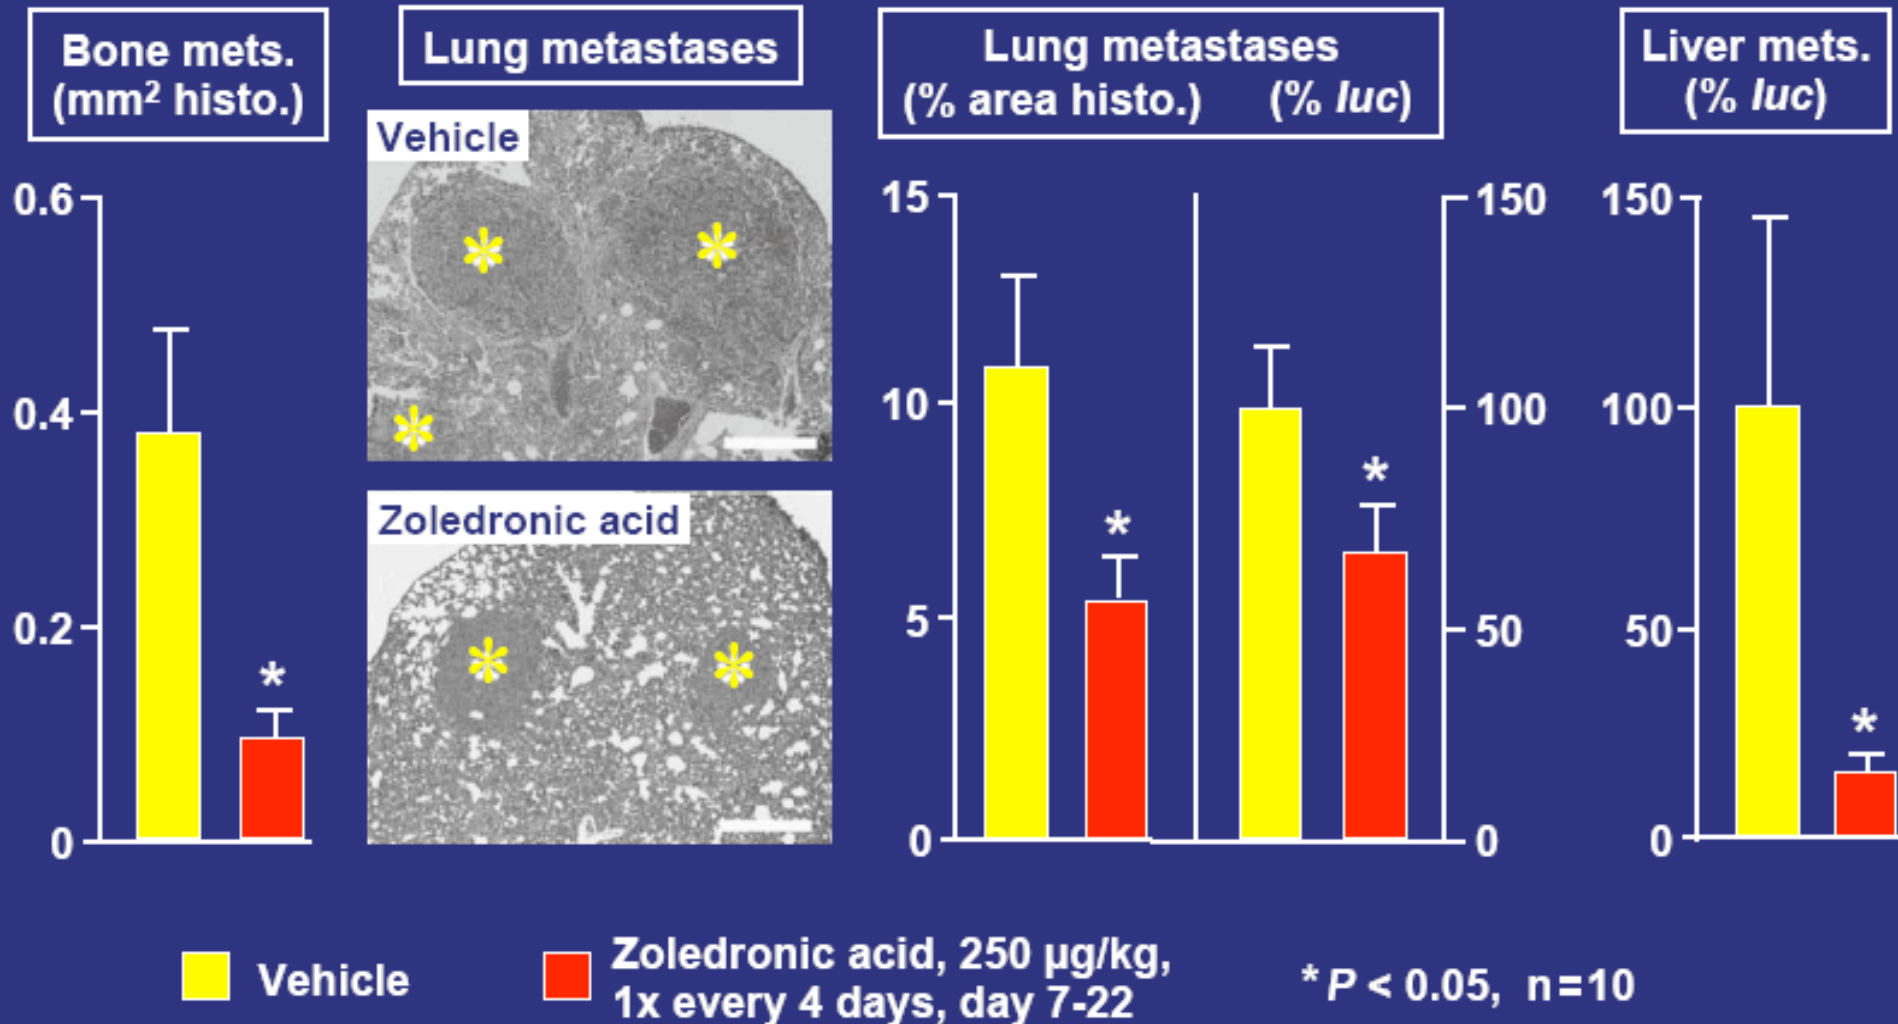 Bone mets.
(mm² histo.)
0.6
0.4
0.2
0
*
Lung metastases
Vehicle
Zoledronic acid
Lung metastases
(% area histo.) (% luc)
15
10
5
0
*
*
150
100
50
0
Liver mets.
(% luc)
150
100
50
0
*
Vehicle
Zoledronic acid, 250 µg/kg,
1x every 4 days, day 7-22
* P < 0.05, n=10